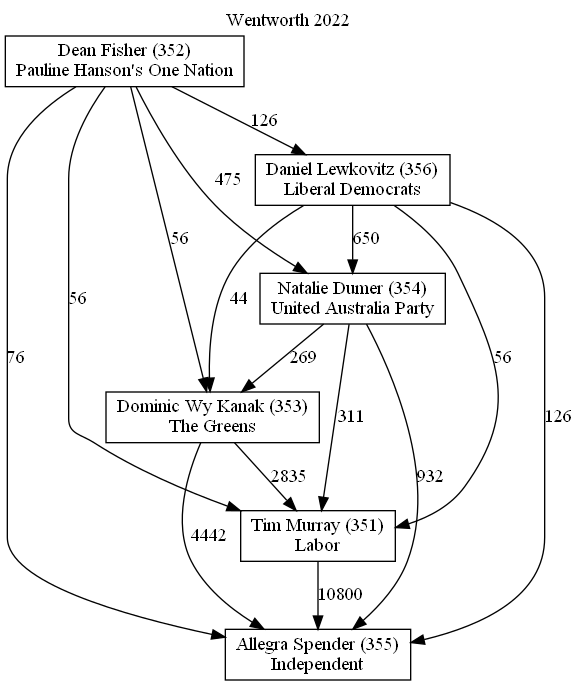 Wentworth 2022
Dean Fisher (352)
Pauline Hanson's One Nation
126
Daniel Lewkovitz (356)
Liberal Democrats
475
56
650
44
Natalie Dumer (354)
United Australia Party
56
76
56
269
126
Dominic Wy Kanak (353)
The Greens
311
932
2835
4442
Tim Murray (351)
Labor
10800
Allegra Spender (355)
Independent